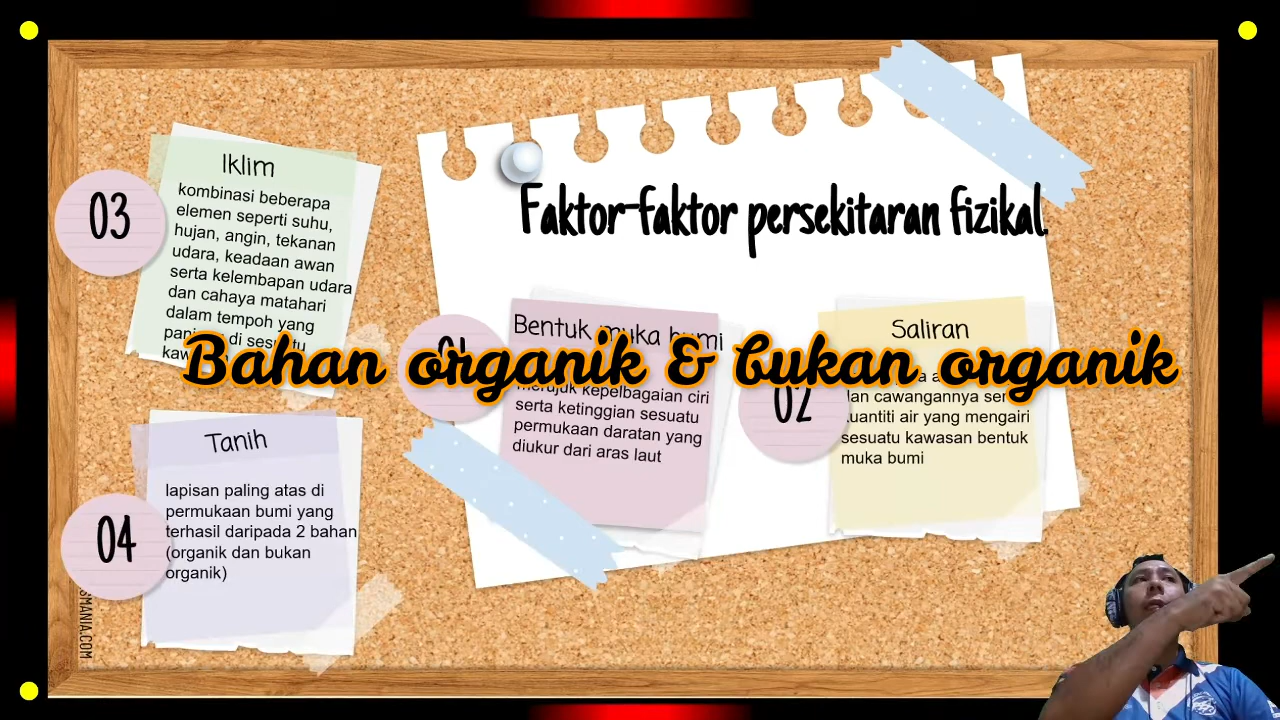 Faktor-faktor persekitaran fizikal.
03
Iklim
kombinasi beberapa
elemen seperti suhu,
hujan, angin, tekanan
udara, keadaan awan
serta kelembapan udara
dan cahaya matahari
dalam tempoh yang
di
Bahan organik & bukan organik
Bentuk muka bumi
merujuk kepelbagaian ciri
serta ketinggian sesuatu
permukaan daratan yang
diukur dari aras laut
02
Saliran
dan cawangannya
kuantiti air yang mengairi
sesuatu kawasan bentuk
muka bumi
04
Tanih
lapisan paling atas di
permukaan bumi yang
terhasil daripada 2 bahan
(organik dan bukan
organik)